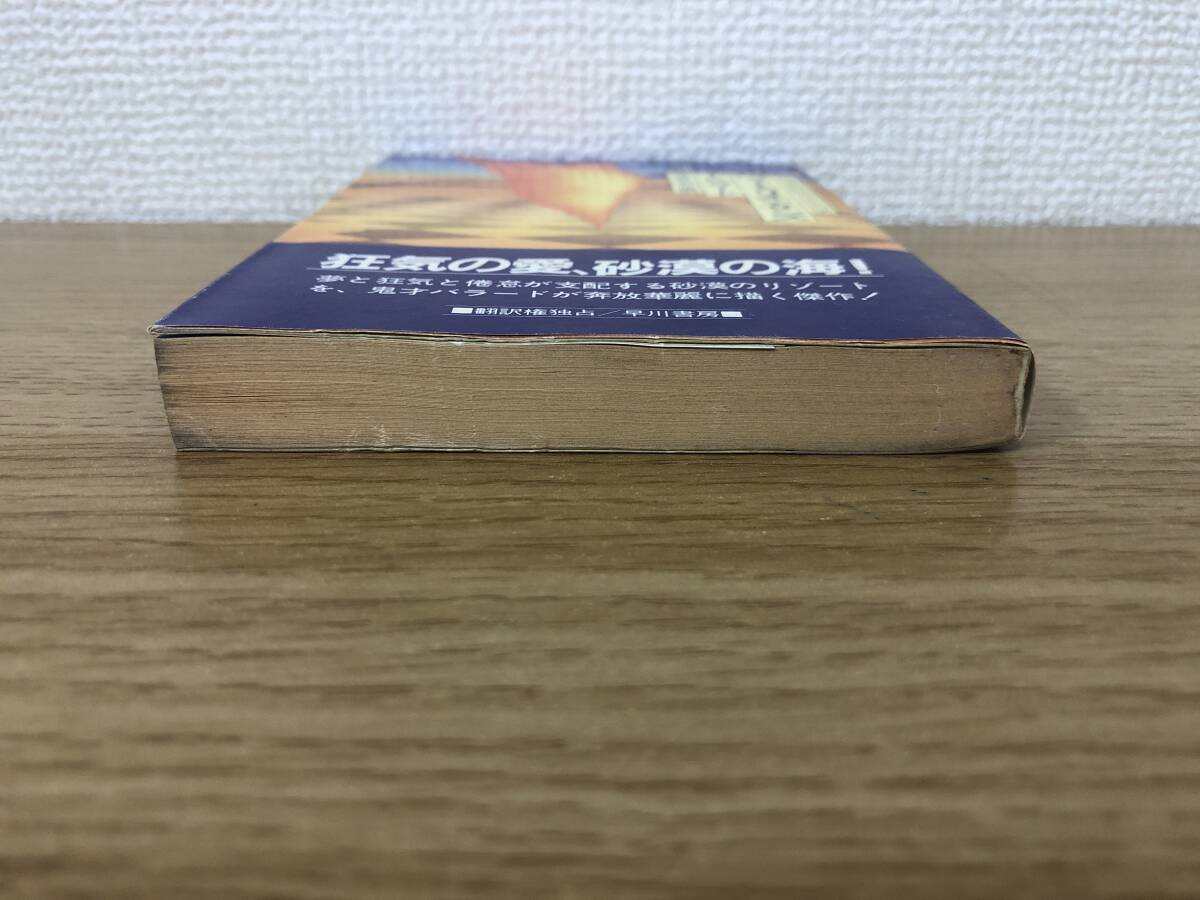 狂気の愛、砂漠の海!
夢と狂気と倦怠が支配する砂漠のリゾート
を、鬼才バラードが奔放華麗に描く傑作!
■翻訳権独占/早川書房■